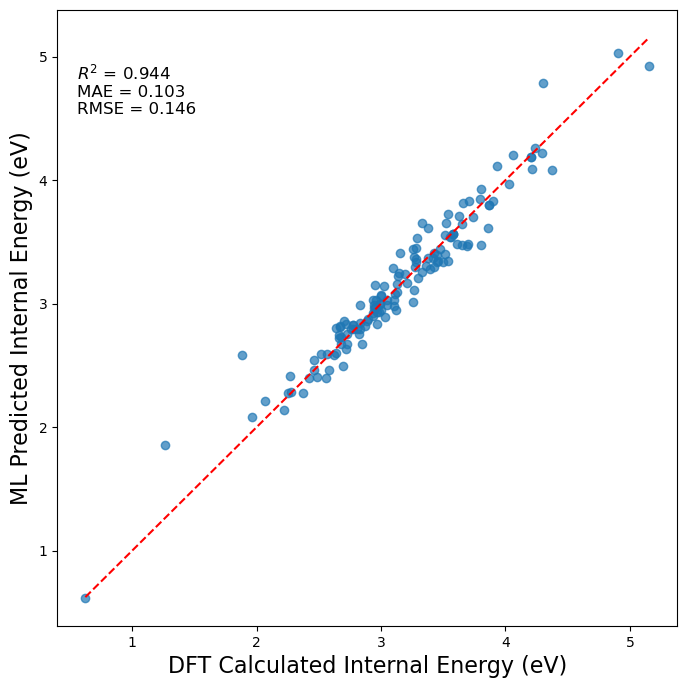 R² = 0.944
MAE = 0.103
RMSE = 0.146
5
4
3
2
1
ML Predicted Internal Energy (eV)
1 2 3 4 5
DFT Calculated Internal Energy (eV)